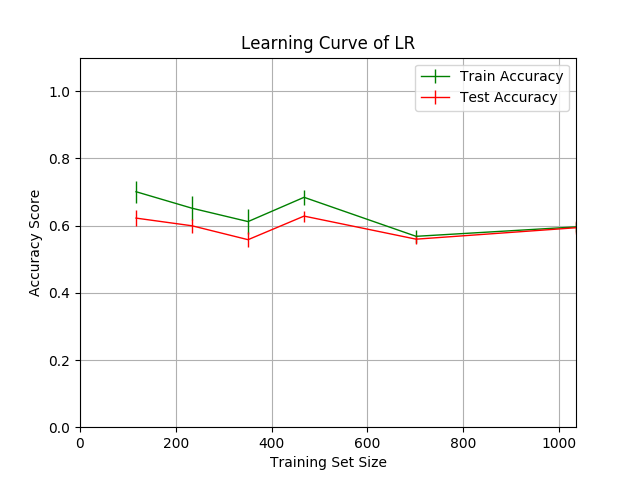 Learning Curve of LR
Train Accuracy
Test Accuracy
1.0
0.8
0.6
0.4
0.2
0.0
Accuracy Score
0 200 400 600 800 1000
Training Set Size